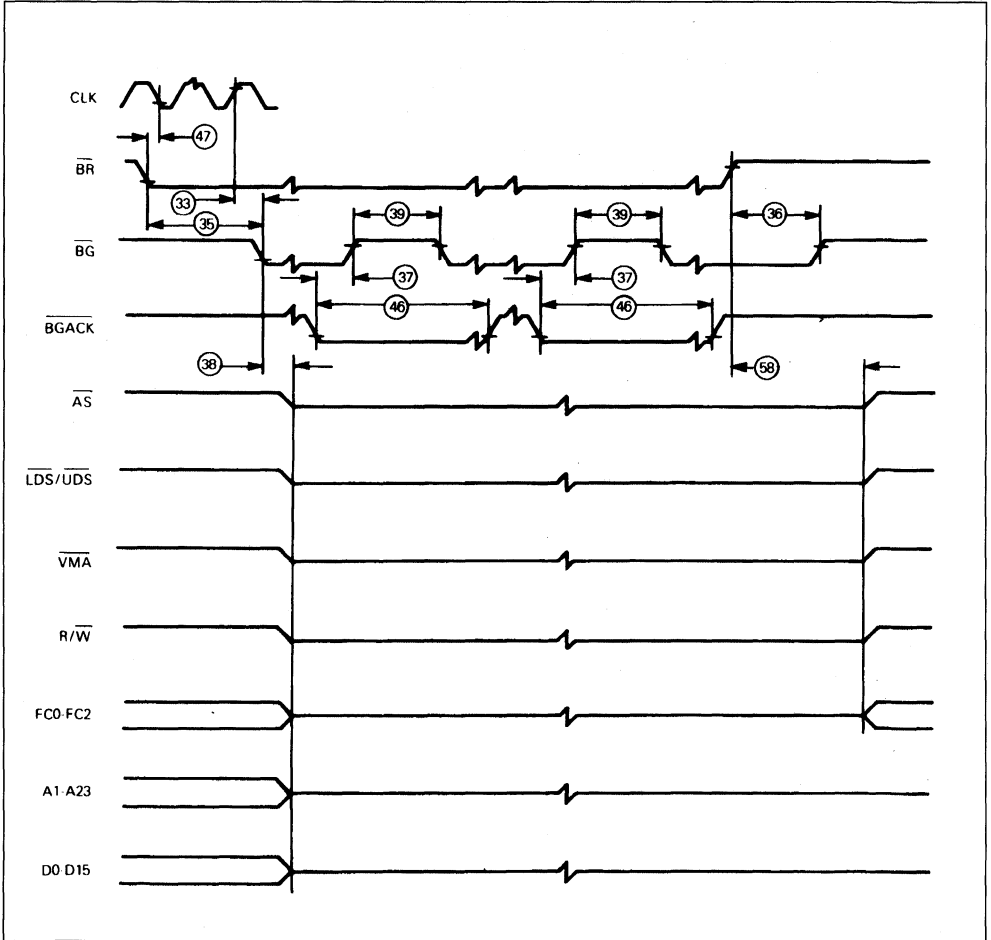 CLK
47
BR
33
35
39
39
36
BG
37
37
46
46
BGACK
38
58
AS
LDS/UDS
VMA
R/W
FC0-FC2
A1-A23
D0-D15